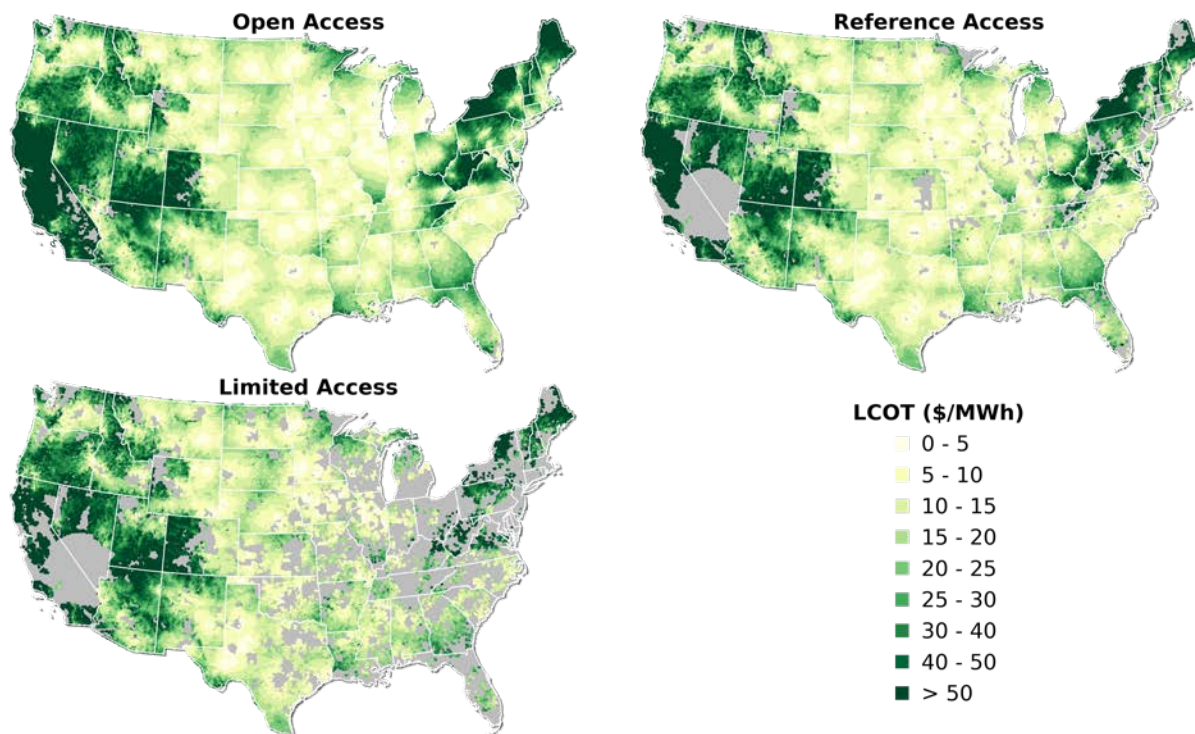 Open Access
Reference Access
Limited Access
LCOT ($/MWh)
0 - 5
5 - 10
10 - 15
15 - 20
20 - 25
25 - 30
30 - 40
40 - 50
> 50